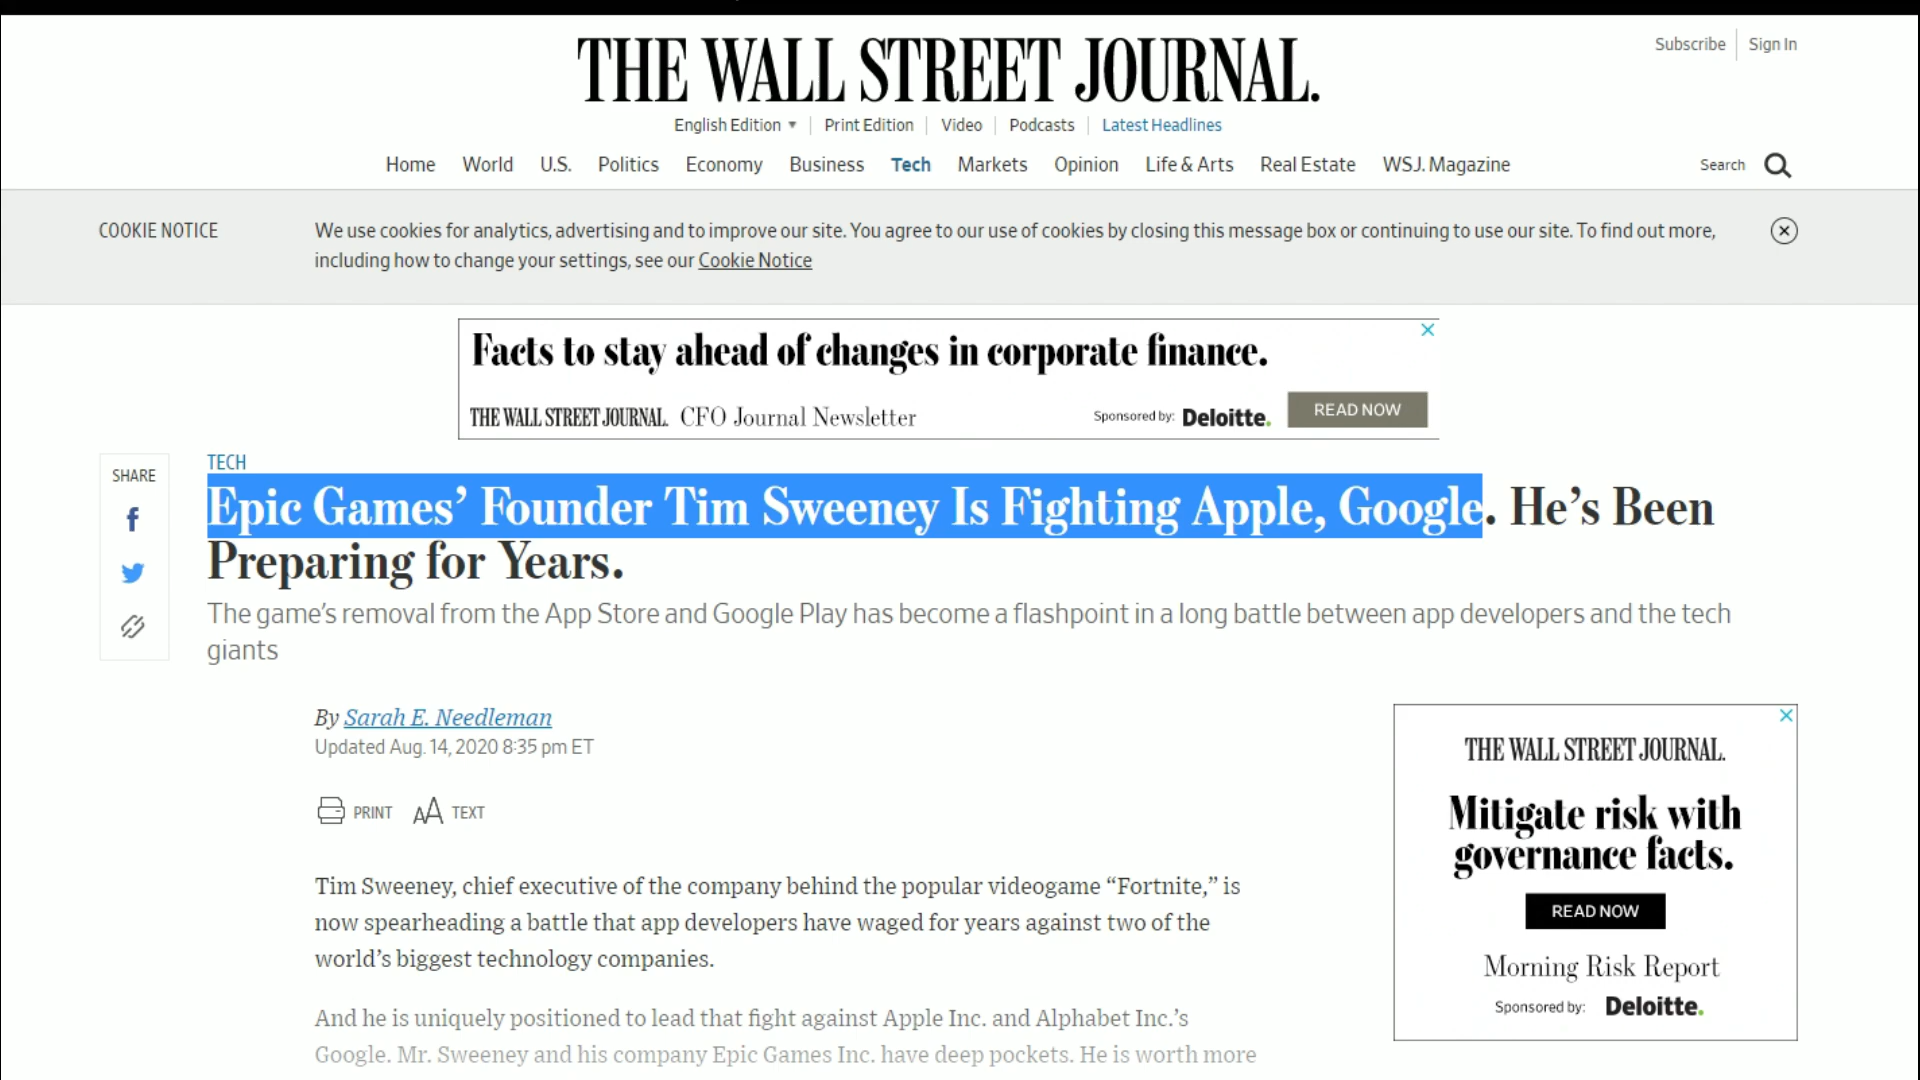 THE WALL STREET JOURNAL.
Subscribe Sign In
English Edition Print Edition Video Podcasts Latest Headlines
Home World U.S. Politics Economy Business Tech Markets Opinion Life & Arts Real Estate WSJ. Magazine Search
COOKIE NOTICE
We use cookies for analytics, advertising and to improve our site. You agree to our use of cookies by closing this message box or continuing to use our site. To find out more,
including how to change your settings, see our Cookie Notice
Facts to stay ahead of changes in corporate finance.
THE WALL STREET JOURNAL. CFO Journal Newsletter
Sponsored by: Deloitte.
READ NOW
SHARE
TECH
Epic Games’ Founder Tim Sweeney Is Fighting Apple, Google. He’s Been
Preparing for Years.
The game’s removal from the App Store and Google Play has become a flashpoint in a long battle between app developers and the tech
giants
By Sarah E. Needleman
Updated Aug. 14, 2020 8:35 pm ET
PRINT AA TEXT
Tim Sweeney, chief executive of the company behind the popular videogame “Fortnite,” is
now spearheading a battle that app developers have waged for years against two of the
world’s biggest technology companies.
And he is uniquely positioned to lead that fight against Apple Inc. and Alphabet Inc.’s
Google. Mr. Sweeney and his company Epic Games Inc. have deep pockets. He is worth more
THE WALL STREET JOURNAL.
Mitigate risk with
governance facts.
READ NOW
Morning Risk Report
Sponsored by: Deloitte.